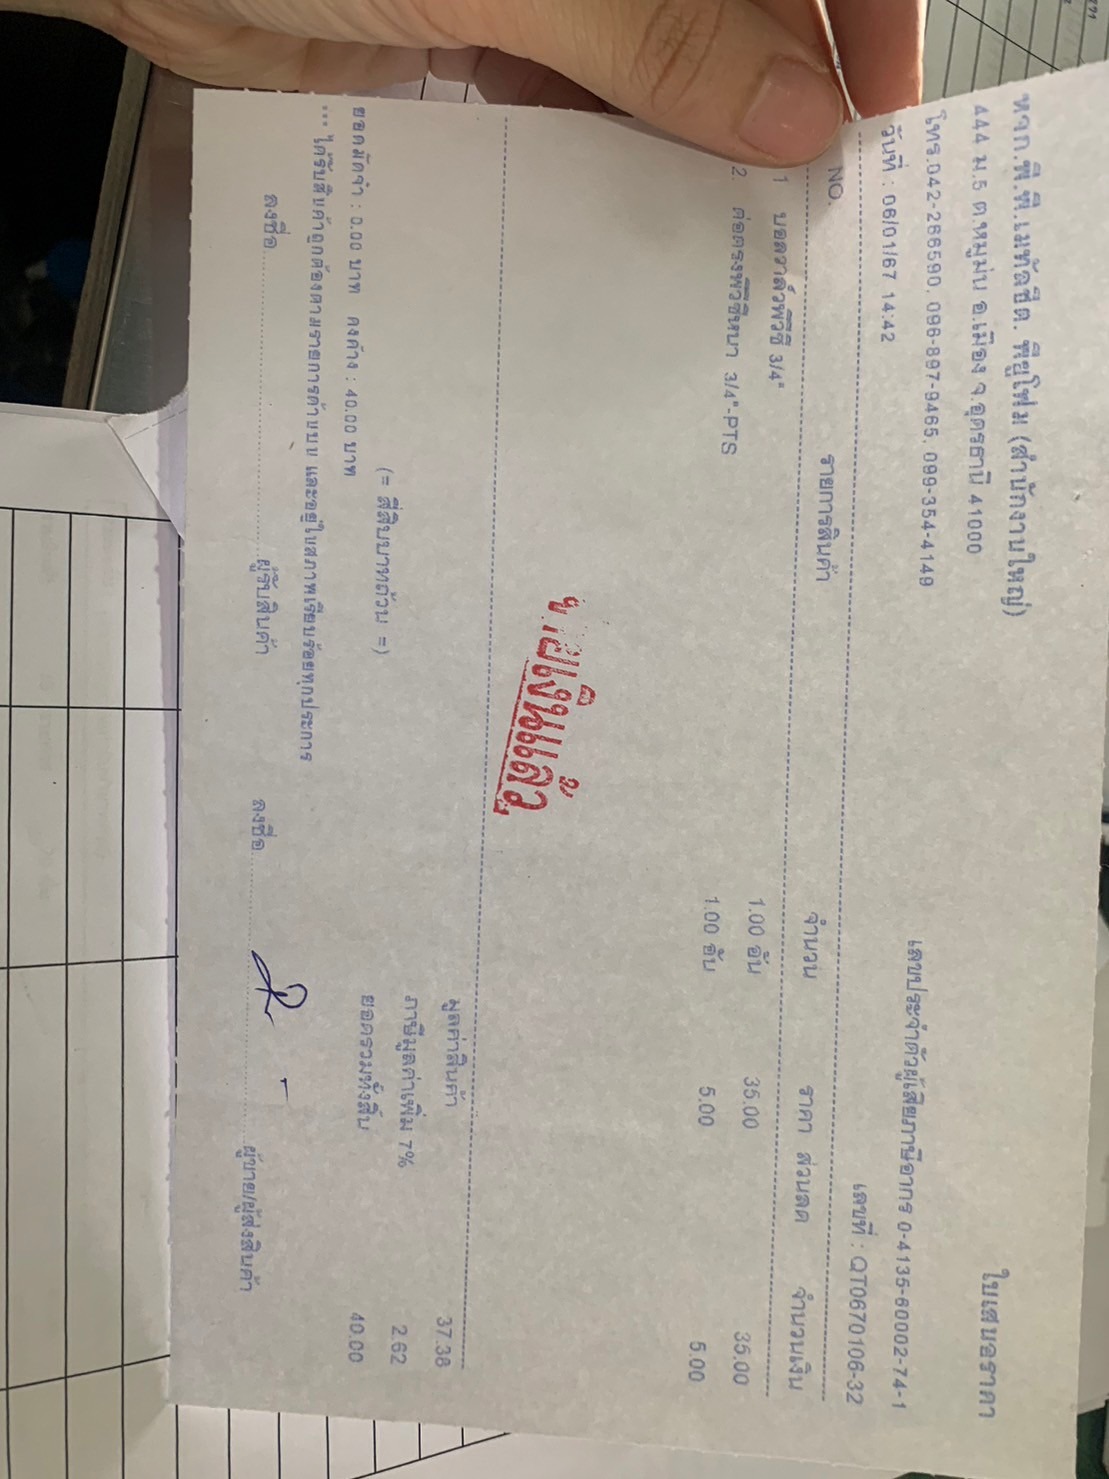 ใบเสนอราคา
หจก.พี.พี.เมทัลชีต. พียูโฟม (สำนักงานใหญ่)
444 ม.5 ต.หมูม่น อ.เมือง จ.อุดรธานี 41000
เลขประจำตัวผู้เสียภาษีอากร 0-4135-60002-74-1
โทร.042-286590, 096-897-9465, 099-354-4149
วันที่ : 06/01/67 14:42 เลขที่ : QT0670106-32
NO. รายการสินค้า จำนวน ราคา ส่วนลด จำนวนเงิน
1 บอลวาล์วพีวีซี 3/4" 1.00 อัน 35.00 35.00
2. ต่อตรงพีวีซีหนา 3/4"-PTS 1.00 อัน 5.00 5.00
จ่ายเงินแล้ว
มูลค่าสินค้า 37.38
(= สี่สิบบาทถ้วน =) ภาษีมูลค่าเพิ่ม 7% 2.62
ยอดมัดจำ : 0.00 บาท คงค้าง : 40.00 บาท ยอดรวมทั้งสิ้น 40.00
... ได้รับสินค้าถูกต้องตามรายการด้านบน และอยู่ในสภาพเรียบร้อยทุกประการ
ลงชื่อ ผู้รับสินค้า ลงชื่อ ผู้ขาย/ผู้ส่งสินค้า